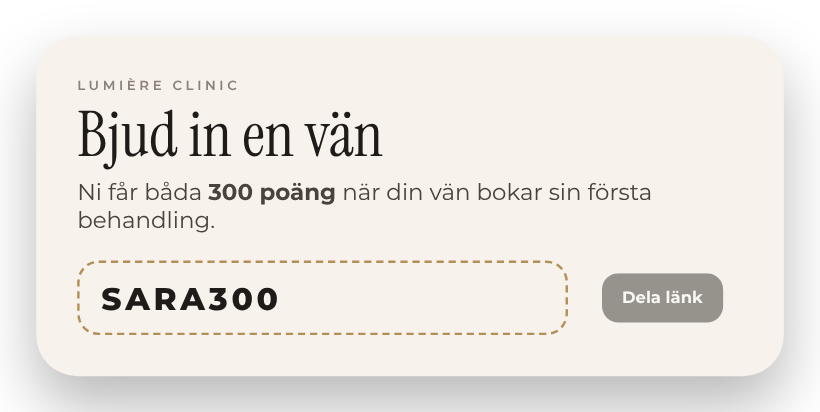 LUMIÈRE CLINIC
Bjud in en vän
Ni får båda 300 poäng när din vän bokar sin första
behandling.
SARA300
Dela länk